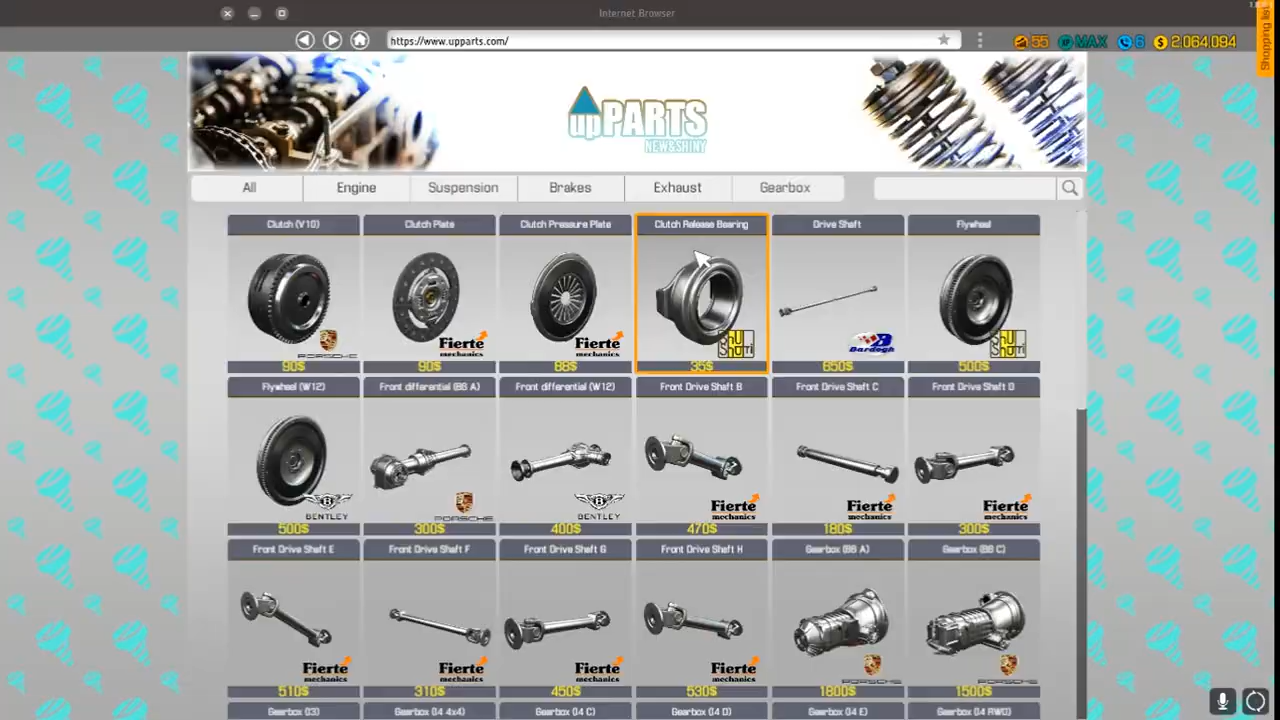 Internet Browser
https://www.upparts.com/
55 MAX 6 2,064,094
Shopping list
upPARTS
NEW&SHINY
All Engine Suspension Brakes Exhaust Gearbox
Clutch (V10) Clutch Plate Clutch Pressure Plate Clutch Release Bearing Drive Shaft Flywheel
PORSCHE Fierte mechanics Fierte mechanics Bardogh
90$ 90$ 88$ 35$ 650$ 500$
Flywheel (W12) Front differential (B6 A) Front differential (W12) Front Drive Shaft B Front Drive Shaft C Front Drive Shaft D
BENTLEY PORSCHE BENTLEY Fierte mechanics Fierte mechanics Fierte mechanics
500$ 300$ 400$ 470$ 180$ 300$
Front Drive Shaft E Front Drive Shaft F Front Drive Shaft G Front Drive Shaft H Gearbox (B6 A) Gearbox (B6 C)
Fierte mechanics Fierte mechanics Fierte mechanics Fierte mechanics PORSCHE PORSCHE
510$ 310$ 450$ 530$ 1800$ 1500$
Gearbox (I3) Gearbox (I4 4x4) Gearbox (I4 C) Gearbox (I4 D) Gearbox (I4 E) Gearbox (I4 RWD)